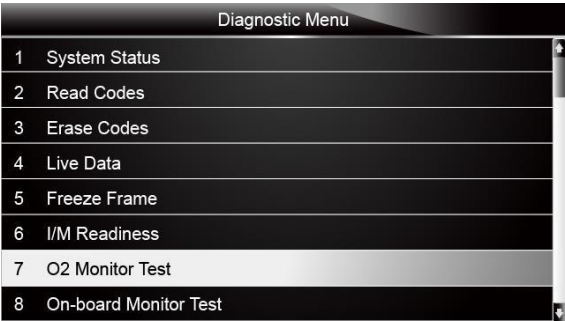 Diagnostic Menu
1 System Status
2 Read Codes
3 Erase Codes
4 Live Data
5 Freeze Frame
6 I/M Readiness
7 O2 Monitor Test
8 On-board Monitor Test